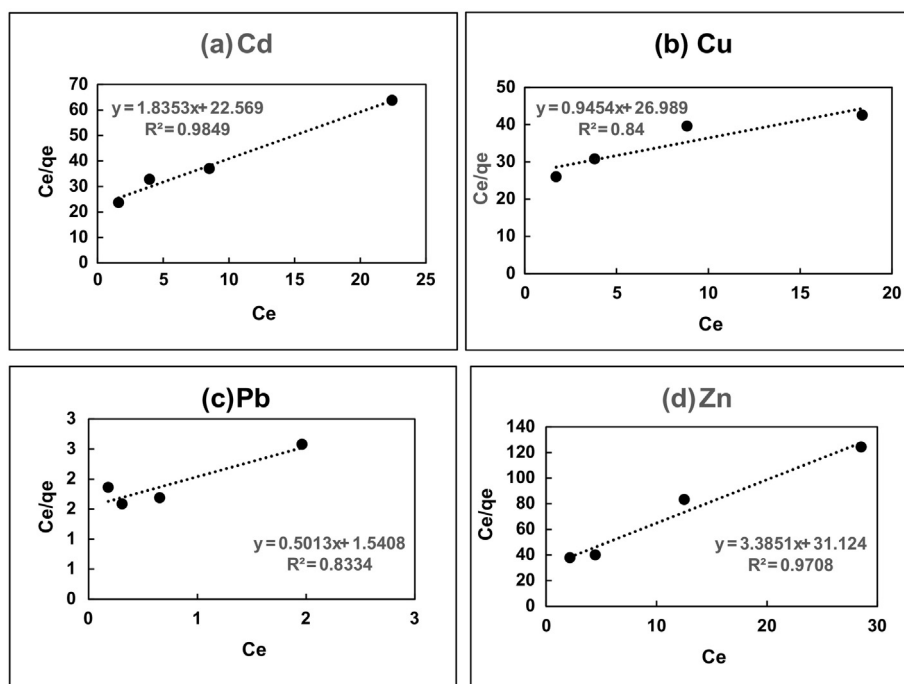 (a) Cd
70
60
50
40
30
20
10
0
Ce/qe
y = 1.8353x + 22.569
R² = 0.9849
0 5 10 15 20 25
Ce
(b) Cu
50
40
30
20
10
0
Ce/qe
y = 0.9454x + 26.989
R² = 0.84
0 5 10 15 20
Ce
(c) Pb
3
3
2
2
1
1
0
Ce/qe
y = 0.5013x + 1.5408
R² = 0.8334
0 1 2 3
Ce
(d) Zn
140
120
100
80
60
40
20
0
Ce/qe
y = 3.3851x + 31.124
R² = 0.9708
0 10 20 30
Ce